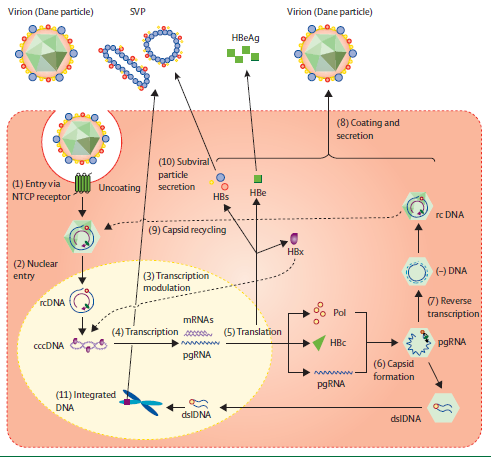 Virion (Dane particle)
SVP
HBeAg
Virion (Dane particle)
(8) Coating and
secretion
(10) Subviral
particle
secretion
HBs
HBe
(1) Entry via
NTCP receptor
Uncoating
rc DNA
(9) Capsid recycling
HBx
(2) Nuclear
entry
(3) Transcription
modulation
(–) DNA
(7) Reverse
transcription
rcDNA
mRNAs
Pol
(4) Transcription
(5) Translation
cccDNA
pgRNA
HBc
pgRNA
(6) Capsid
formation
pgRNA
(11) Integrated
DNA
dslDNA
dslDNA